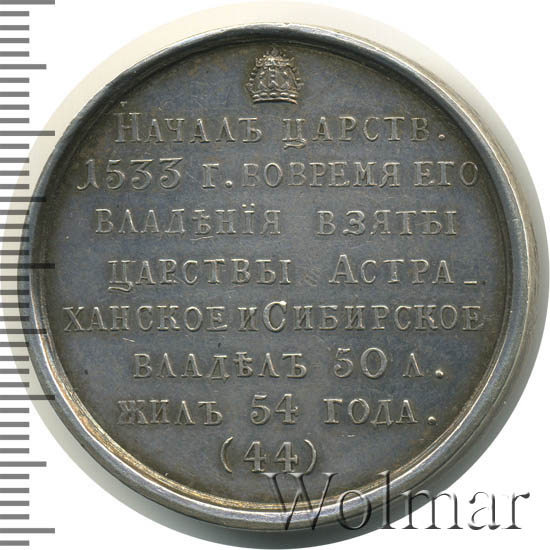 НАЧАЛЪ ЦАРСТВ.
1533 Г. ВОВРЕМЯ ЕГО
ВЛАДѢНІЯ ВЗЯТЫ
ЦАРСТВЫ АСТРА_
ХАНСКОЕ И СИБИРСКОЕ
ВЛАДѢЛЪ 50 Л.
ЖИЛЪ 54 ГОДА.
(44)
Wolmar